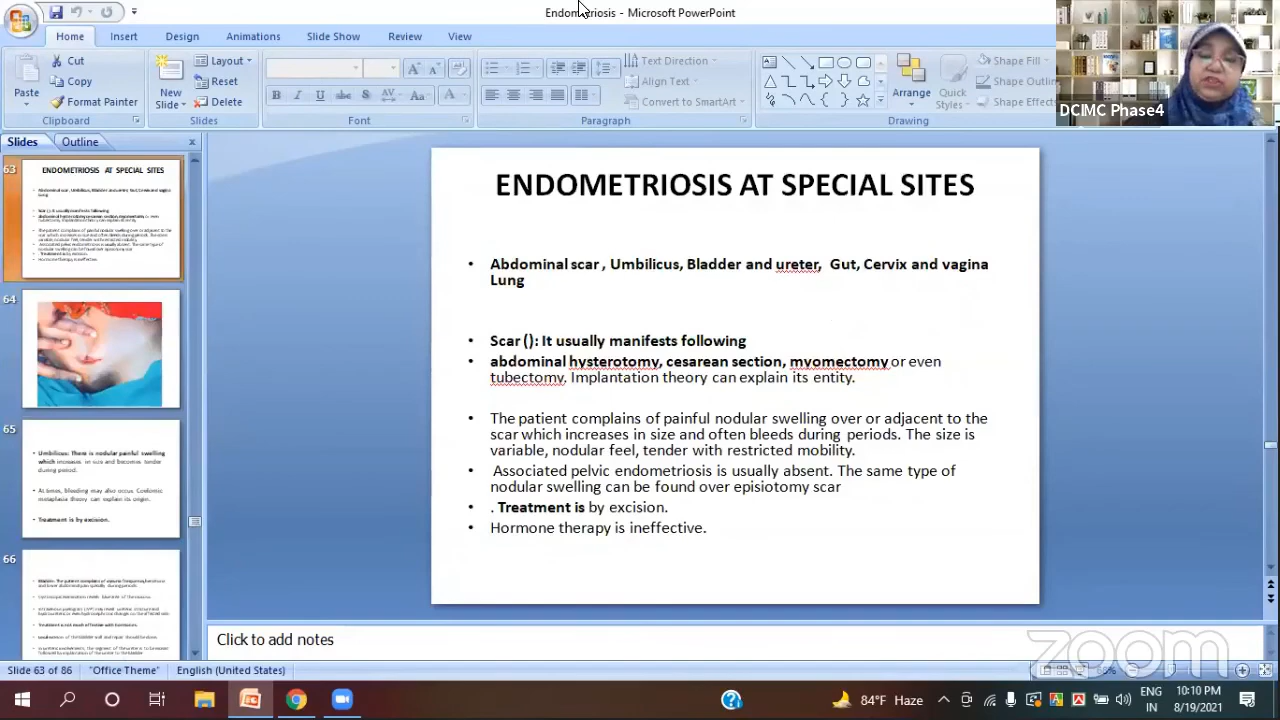 Endometriosis - Microsoft PowerPoint
Home Insert Design Animations Slide Show Review View
Cut
Copy
Format Painter
Paste
Clipboard
New Slide
Layout
Reset
Delete
Slides
Font
Text Direction
Align Text
Convert to SmartArt
Paragraph
Arrange
Quick Styles
Shape Fill
Shape Outlin
Shape Effects
Drawing
DCIMC Phase4
Slides Outline
63
ENDOMETRIOSIS AT SPECIAL SITES
64
65
Umbilicus: There is nodular painful swelling
which increases in size and becomes tender
during period.
At times, bleeding may also occur. Coelomic
metaplasia theory can explain its origin.
Treatment is by excision.
66
ENDOMETRIOSIS AT SPECIAL SITES
• Abdominal scar , Umbilicus, Bladder and ureter, Gut, Cervix and vagina
Lung
• Scar (): It usually manifests following
• abdominal hysterotomy, cesarean section, myomectomy or even
tubectomy. Implantation theory can explain its entity.
• The patient complains of painful nodular swelling over or adjacent to the
scar which increases in size and often bleeds during periods. The size is
variable, nodular feel, tender with restricted mobility.
• Associated pelvic endometriosis is usually absent. The same type of
nodular sweling can be found over episiotomy scar
• . Treatment is by excision.
• Hormone therapy is ineffective.
Click to add notes
zoom
Slide 63 of 86 "Office Theme" English (United States)
84°F Haze
ENG
IN
10:10 PM
8/19/2021